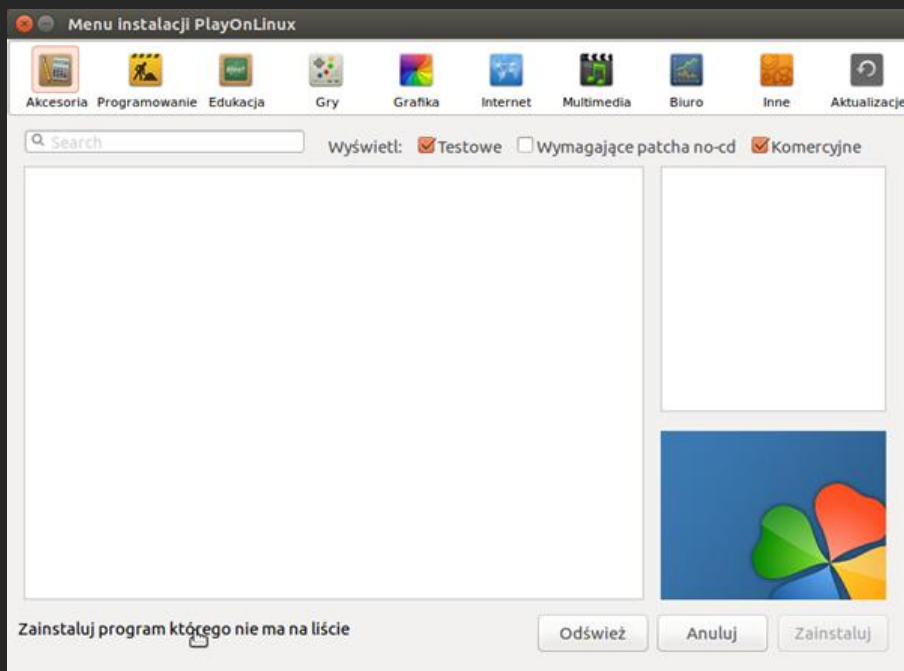 Menu instalacji PlayOnLinux
Akcesoria Programowanie Edukacja Gry Grafika Internet Multimedia Biuro Inne Aktualizacje
Search Wyświetl: Testowe Wymagające patcha no-cd Komercyjne
Zainstaluj program którego nie ma na liście Odśwież Anuluj Zainstaluj